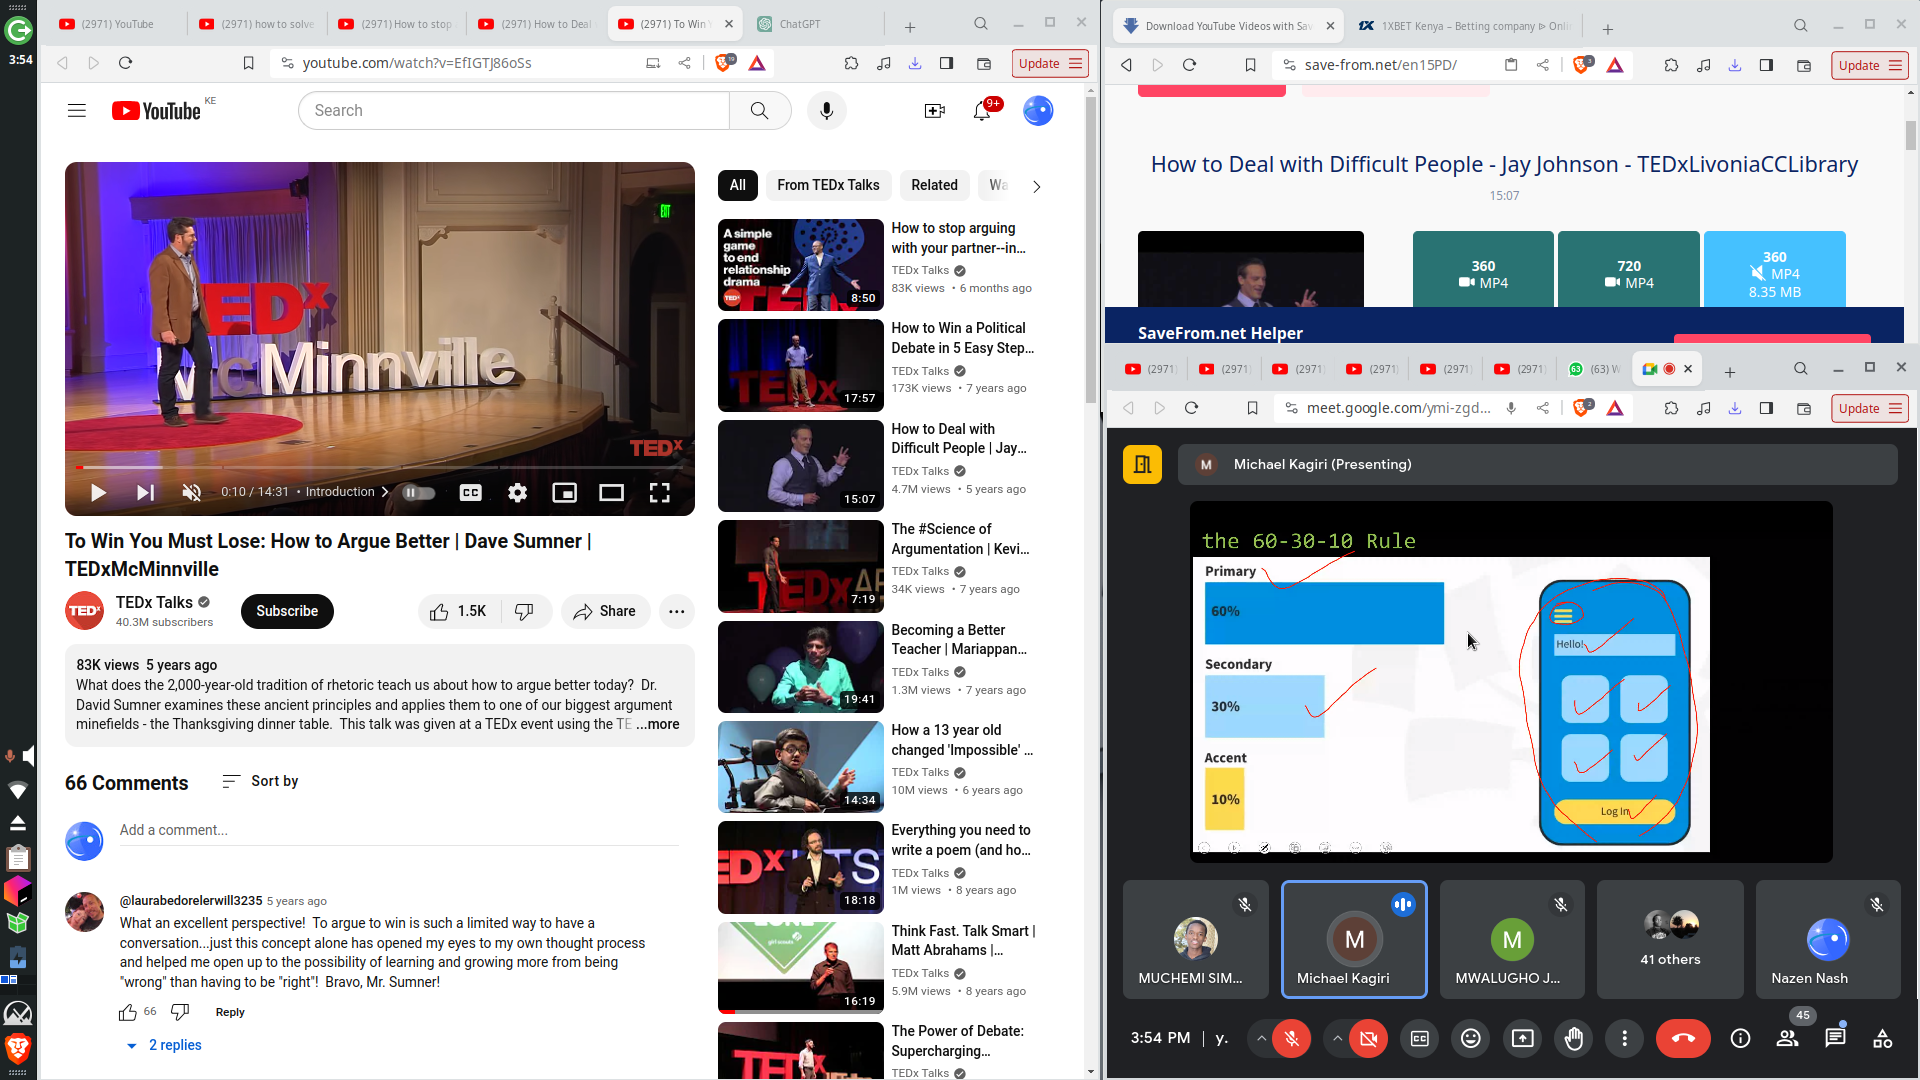 3:54
(2971) YouTube
(2971) how to solve
(2971) How to stop
(2971) How to Deal
(2971) To Win
ChatGPT
youtube.com/watch?v=EfIGTJ86oSs
Update
YouTube KE
Search
9+
TEDx
McMinnville
EXIT
TEDx
0:10 / 14:31 • Introduction
CC
To Win You Must Lose: How to Argue Better | Dave Sumner |
TEDxMcMinnville
TEDx Talks
40.3M subscribers
Subscribe
1.5K
Share
83K views 5 years ago
What does the 2,000-year-old tradition of rhetoric teach us about how to argue better today? Dr.
David Sumner examines these ancient principles and applies them to one of our biggest argument
minefields - the Thanksgiving dinner table. This talk was given at a TEDx event using the TE ...more
66 Comments
Sort by
Add a comment...
@laurabedorelerwill3235 5 years ago
What an excellent perspective! To argue to win is such a limited way to have a
conversation...just this concept alone has opened my eyes to my own thought process
and helped me open up to the possibility of learning and growing more from being
"wrong" than having to be "right"! Bravo, Mr. Sumner!
66
Reply
2 replies
All
From TEDx Talks
Related
Wa
A simple
game
to end
relationship
drama
8:50
How to stop arguing
with your partner--in...
TEDx Talks
83K views • 6 months ago
17:57
How to Win a Political
Debate in 5 Easy Step...
TEDx Talks
173K views • 7 years ago
15:07
How to Deal with
Difficult People | Jay...
TEDx Talks
4.7M views • 5 years ago
7:19
The #Science of
Argumentation | Kevi...
TEDx Talks
34K views • 7 years ago
19:41
Becoming a Better
Teacher | Mariappan...
TEDx Talks
1.3M views • 7 years ago
14:34
How a 13 year old
changed 'Impossible' ...
TEDx Talks
10M views • 6 years ago
18:18
Everything you need to
write a poem (and ho...
TEDx Talks
1M views • 8 years ago
16:19
Think Fast. Talk Smart |
Matt Abrahams |...
TEDx Talks
5.9M views • 8 years ago
The Power of Debate:
Supercharging...
TEDx Talks
Download YouTube Videos with Sav
1XBET Kenya – Betting company ⊳ Onli
save-from.net/en15PD/
Update
How to Deal with Difficult People - Jay Johnson - TEDxLivoniaCCLibrary
15:07
360
MP4
720
MP4
360
MP4
8.35 MB
SaveFrom.net Helper
(2971)
(2971)
(2971)
(2971)
(2971)
(2971)
(63) W
meet.google.com/ymi-zgd...
Update
M
Michael Kagiri (Presenting)
the 60-30-10 Rule
Primary
60%
Secondary
30%
Accent
10%
Hello!
Log In
MUCHEMI SIM...
M
Michael Kagiri
M
MWALUGHO J...
41 others
Nazen Nash
3:54 PM | y.
45